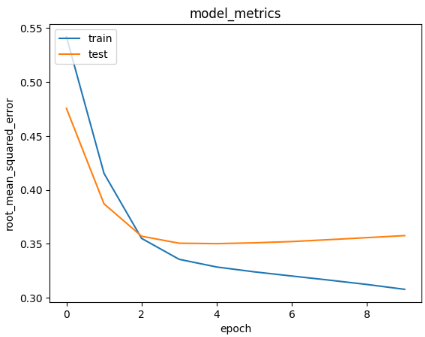 model_metrics
train
test
root_mean_squared_error
0.55
0.50
0.45
0.40
0.35
0.30
0 2 4 6 8
epoch